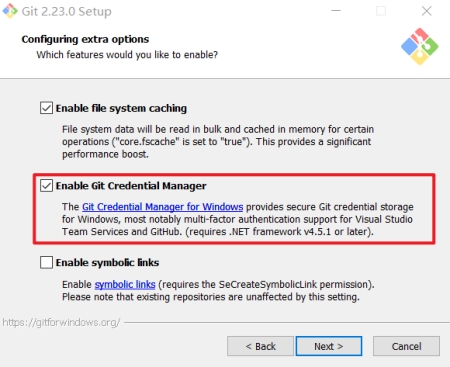 Git 2.23.0 Setup
Configuring extra options
Which features would you like to enable?
Enable file system caching
File system data will be read in bulk and cached in memory for certain
operations ("core.fscache" is set to "true"). This provides a significant
performance boost.
Enable Git Credential Manager
The Git Credential Manager for Windows provides secure Git credential storage
for Windows, most notably multi-factor authentication support for Visual Studio
Team Services and GitHub. (requires .NET framework v4.5.1 or later).
Enable symbolic links
Enable symbolic links (requires the SeCreateSymbolicLink permission).
Please note that existing repositories are unaffected by this setting.
https://gitforwindows.org/
< Back Next > Cancel